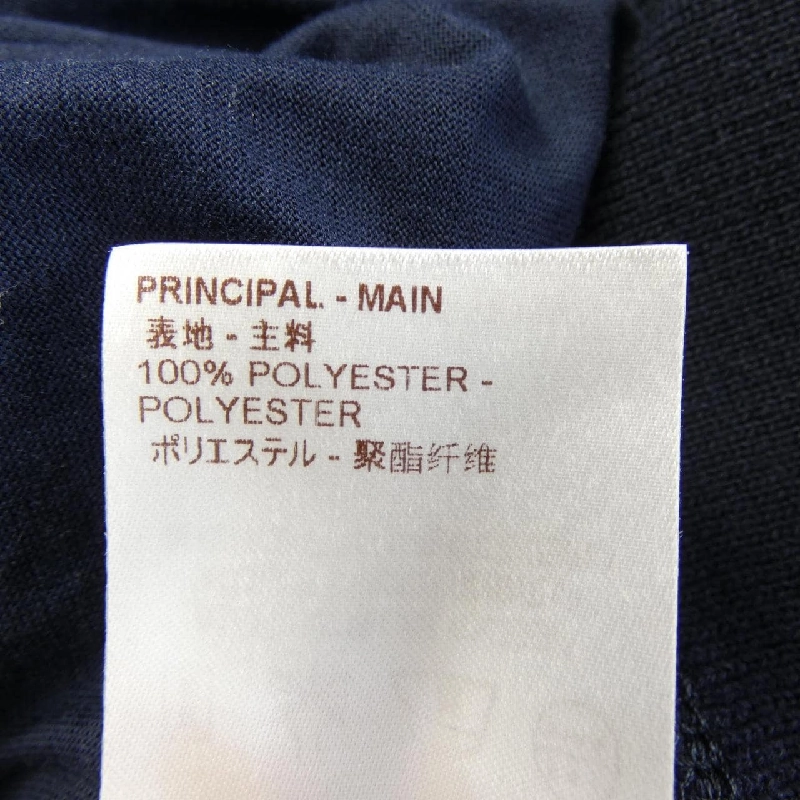 PRINCIPAL - MAIN
表地 - 主料
100% POLYESTER -
POLYESTER
ポリエステル - 聚酯纤维